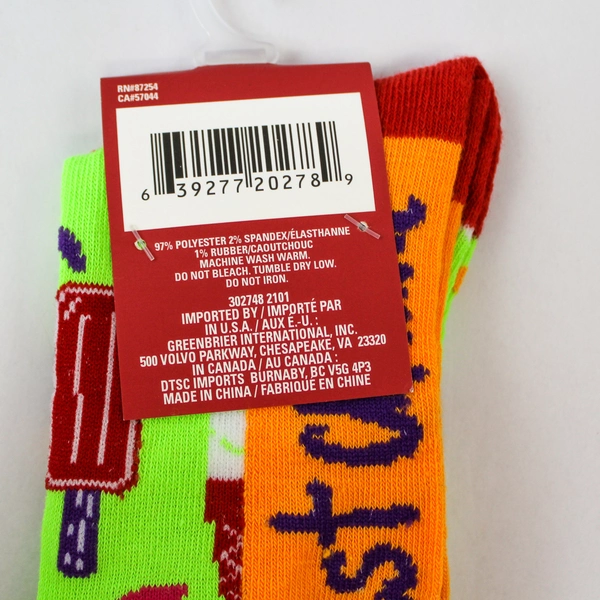 RN#87254
CA#57044
6 39277 20278 9
97% POLYESTER 2% SPANDEX/ÉLASTHANNE
1% RUBBER/CAOUTCHOUC
MACHINE WASH WARM.
DO NOT BLEACH. TUMBLE DRY LOW.
DO NOT IRON.
302748 2101
IMPORTED BY / IMPORTÉ PAR
IN U.S.A. / AUX É.-U. :
GREENBRIER INTERNATIONAL, INC.
500 VOLVO PARKWAY, CHESAPEAKE, VA 23320
IN CANADA / AU CANADA :
DTSC IMPORTS BURNABY, BC V5G 4P3
MADE IN CHINA / FABRIQUÉ EN CHINE
st